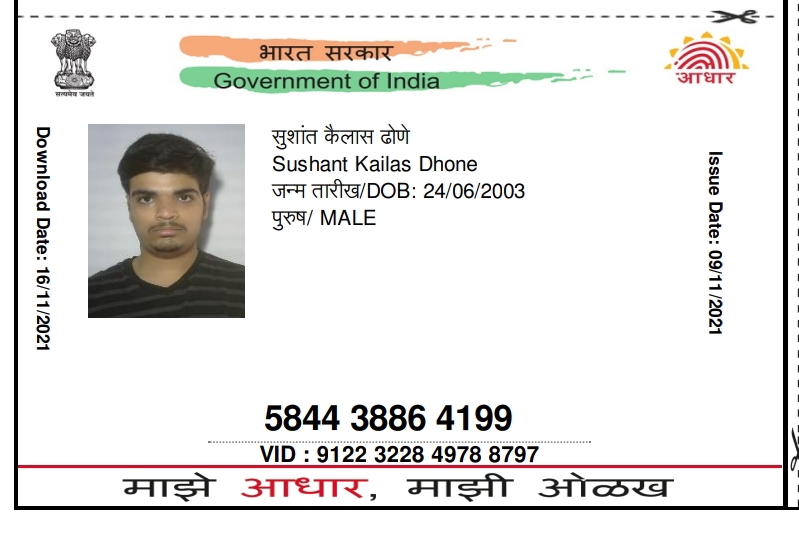 भारत सरकार
Government of India
सत्यमेव जयते
आधार
Download Date: 16/11/2021
सुशांत कैलास ढोणे
Sushant Kailas Dhone
जन्म तारीख/DOB: 24/06/2003
पुरुष/ MALE
Issue Date: 09/11/2021
5844 3886 4199
VID : 9122 3228 4978 8797
माझे आधार, माझी ओळख